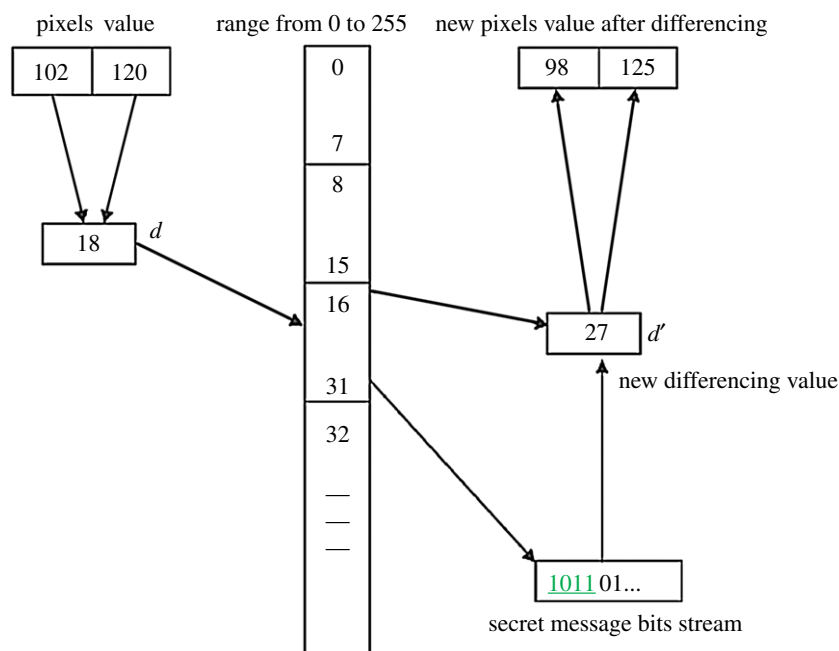 pixels value
range from 0 to 255
new pixels value after differencing
102 120
0
98 125
7
8
18
d
15
16
27
d′
31
new differencing value
32
—
—
—
1011 01...
secret message bits stream